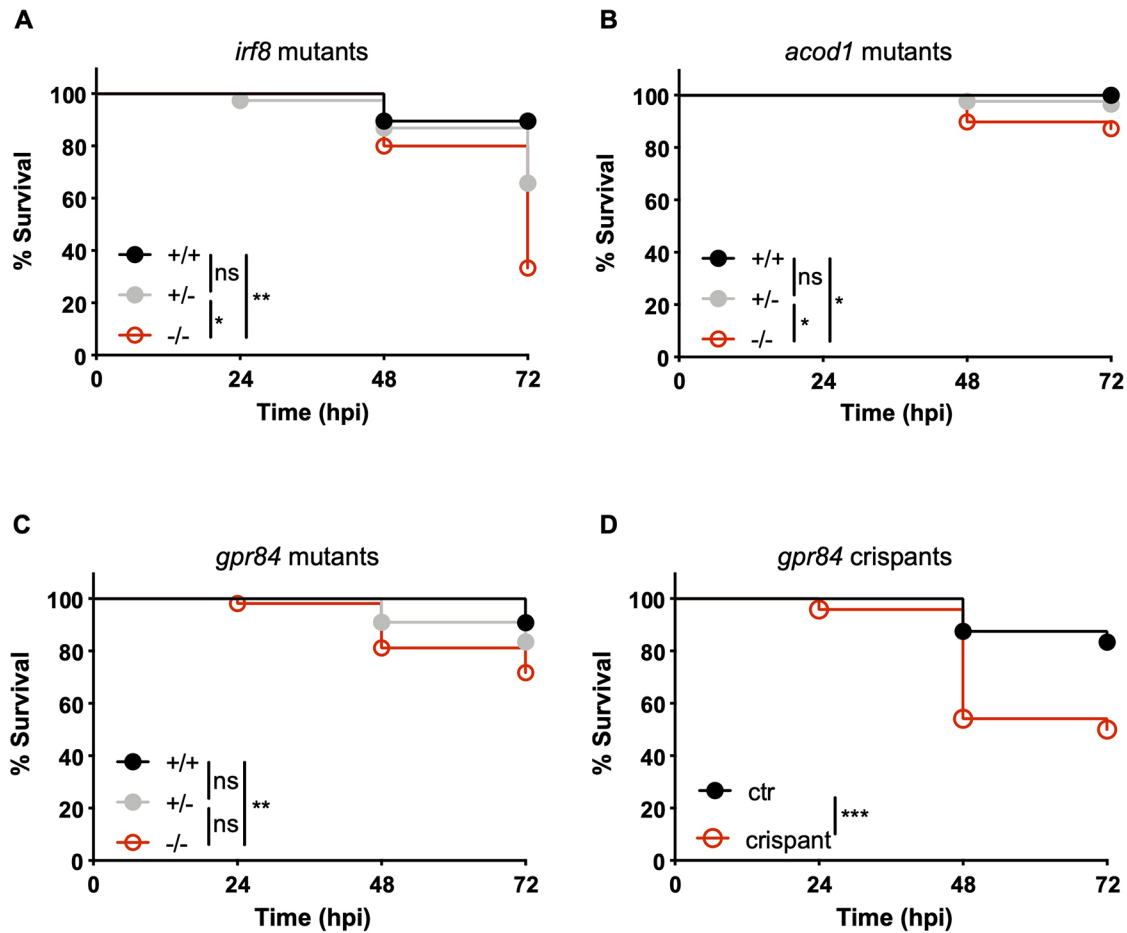 A
irf8 mutants
% Survival
100
80
60
40
20
0
+/+
+/-
-/-
ns
*
**
0 24 48 72
Time (hpi)
B
acod1 mutants
% Survival
100
80
60
40
20
0
+/+
+/-
-/-
ns
*
*
0 24 48 72
Time (hpi)
C
gpr84 mutants
% Survival
100
80
60
40
20
0
+/+
+/-
-/-
ns
ns
**
0 24 48 72
Time (hpi)
D
gpr84 crispants
% Survival
100
80
60
40
20
0
ctr
crispant
***
0 24 48 72
Time (hpi)